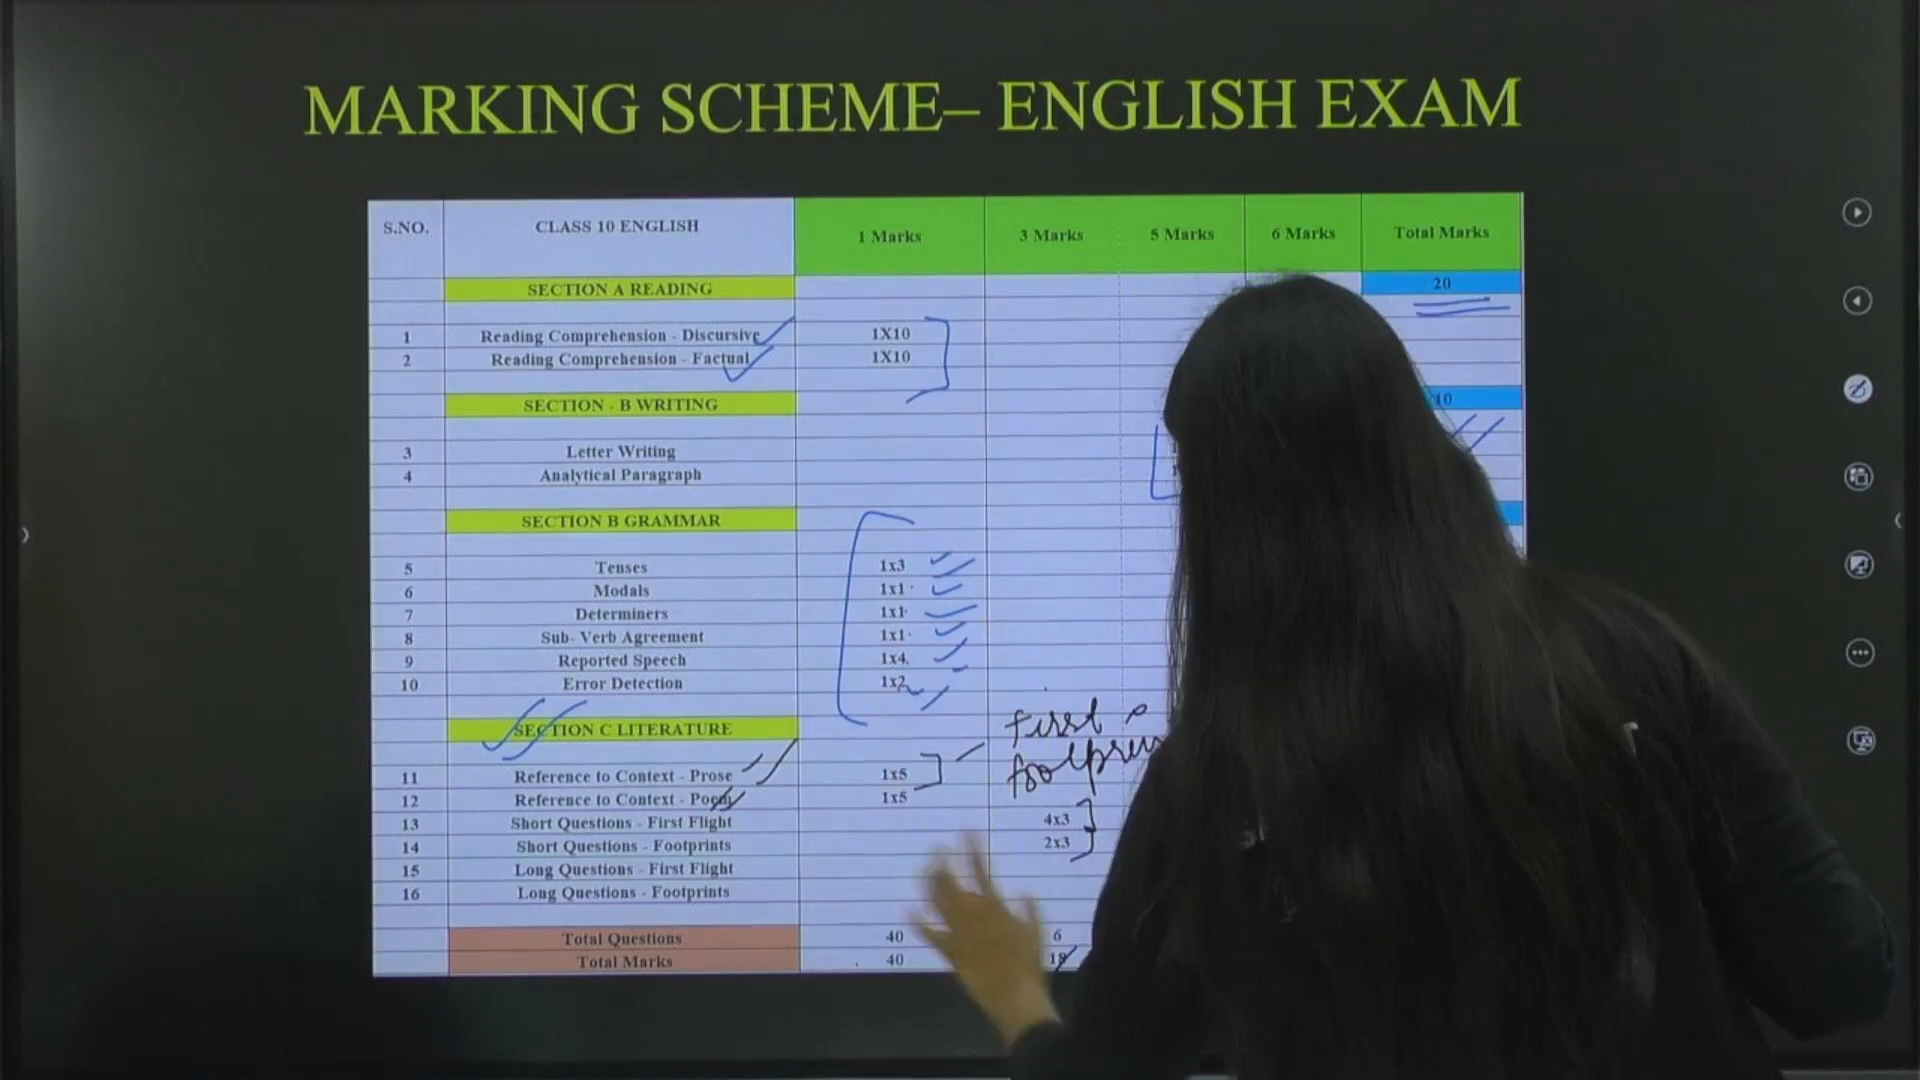 MARKING SCHEME– ENGLISH EXAM
S.NO. CLASS 10 ENGLISH 1 Marks 3 Marks 5 Marks 6 Marks Total Marks
SECTION A READING 20
1 Reading Comprehension - Discursive 1X10
2 Reading Comprehension - Factual 1X10
SECTION - B WRITING 10
3 Letter Writing
4 Analytical Paragraph
SECTION B GRAMMAR
5 Tenses 1x3
6 Modals 1x1
7 Determiners 1x1
8 Sub- Verb Agreement 1x1
9 Reported Speech 1x4
10 Error Detection 1x2
First
SECTION C LITERATURE
11 Reference to Context - Prose 1x5
12 Reference to Context - Poem 1x5
13 Short Questions - First Flight 4x3
14 Short Questions - Footprints 2x3
15 Long Questions - First Flight
16 Long Questions - Footprints
Total Questions 40 6
Total Marks 40 18